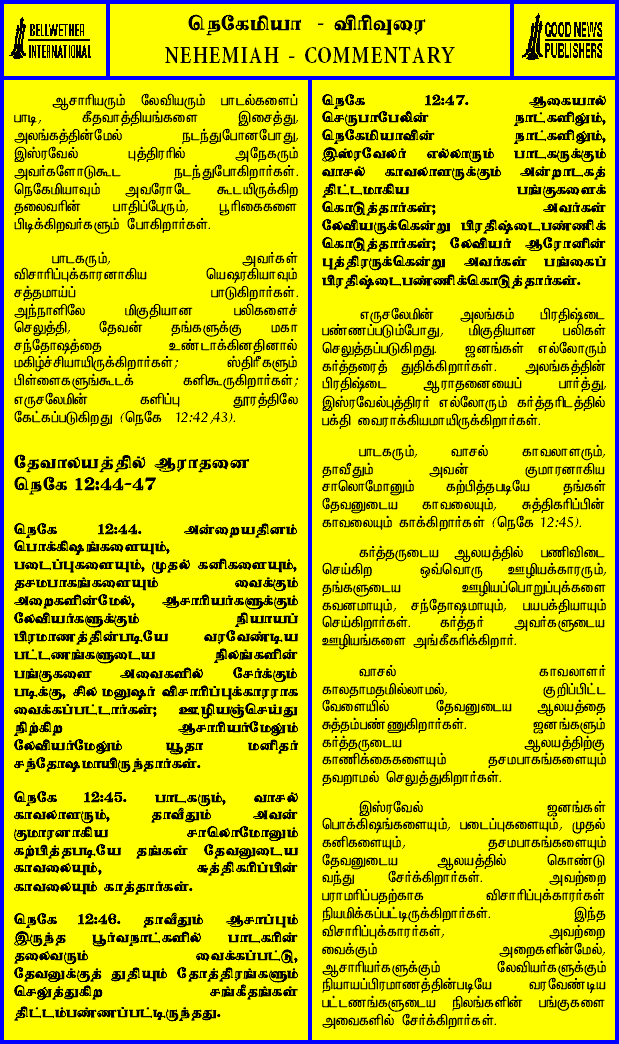 BELLWETHER
INTERNATIONAL
நெகேமியா - விரிவுரை
NEHEMIAH - COMMENTARY
GOOD NEWS
PUBLISHERS
ஆசாரியரும் லேவியரும் பாடல்களைப்
பாடி, கீதவாத்தியங்களை இசைத்து,
அலங்கத்தின்மேல் நடந்துபோனபோது,
இஸ்ரவேல் புத்திரரில் அநேகரும்
அவர்களோடுகூட நடந்துபோகிறார்கள்.
நெகேமியாவும் அவரோடே கூடயிருக்கிற
தலைவரின் பாதிப்பேரும், பூரிகைகளை
பிடிக்கிறவர்களும் போகிறார்கள்.
பாடகரும், அவர்கள்
விசாரிப்புக்காரனாகிய யெஷரகியாவும்
சத்தமாய்ப் பாடுகிறார்கள்.
அந்நாளிலே மிகுதியான பலிகளைச்
செலுத்தி, தேவன் தங்களுக்கு மகா
சந்தோஷத்தை உண்டாக்கினதினால்
மகிழ்ச்சியாயிருக்கிறார்கள்; ஸ்திரீகளும்
பிள்ளைகளுங்கூடக் களிகூருகிறார்கள்;
எருசலேமின் களிப்பு தூரத்திலே
கேட்கப்படுகிறது (நெகே 12:42,43).
தேவாலயத்தில் ஆராதனை
நெகே 12:44-47
நெகே 12:44. அன்றையதினம்
பொக்கிஷங்களையும்,
படைப்புகளையும், முதல் கனிகளையும்,
தசமபாகங்களையும் வைக்கும்
அறைகளின்மேல், ஆசாரியர்களுக்கும்
லேவியர்களுக்கும் நியாயப்
பிரமாணத்தின்படியே வரவேண்டிய
பட்டணங்களுடைய நிலங்களின்
பங்குகளை அவைகளில் சேர்க்கும்
படிக்கு, சில மனுஷர் விசாரிப்புக்காரராக
வைக்கப்பட்டார்கள்; ஊழியஞ்செய்து
நிற்கிற ஆசாரியர்மேலும்
லேவியர்மேலும் யூதா மனிதர்
சந்தோஷமாயிருந்தார்கள்.
நெகே 12:45. பாடகரும், வாசல்
காவலாளரும், தாவீதும் அவன்
குமாரனாகிய சாலொமோனும்
கற்பித்தபடியே தங்கள் தேவனுடைய
காவலையும், சுத்திகரிப்பின்
காவலையும் காத்தார்கள்.
நெகே 12:46. தாவீதும் ஆசாப்பும்
இருந்த பூர்வநாட்களில் பாடகரின்
தலைவரும் வைக்கப்பட்டு,
தேவனுக்குத் துதியும் தோத்திரங்களும்
செலுத்துகிற சங்கீதங்கள்
திட்டம்பண்ணப்பட்டிருந்தது.
நெகே 12:47. ஆகையால்
செருபாபேலின் நாட்களிலும்,
நெகேமியாவின் நாட்களிலும்,
இஸ்ரவேலர் எல்லாரும் பாடகருக்கும்
வாசல் காவலாளருக்கும் அன்றாடகத்
திட்டமாகிய பங்குகளைக்
கொடுத்தார்கள்; அவர்கள்
லேவியருக்கென்று பிரதிஷ்டைபண்ணிக்
கொடுத்தார்கள்; லேவியர் ஆரோனின்
புத்திரருக்கென்று அவர்கள் பங்கைப்
பிரதிஷ்டைபண்ணிக்கொடுத்தார்கள்.
எருசலேமின் அலங்கம் பிரதிஷ்டை
பண்ணப்படும்போது, மிகுதியான பலிகள்
செலுத்தப்படுகிறது. ஜனங்கள் எல்லோரும்
கர்த்தரைத் துதிக்கிறார்கள். அலங்கத்தின்
பிரதிஷ்டை ஆராதனையைப் பார்த்து,
இஸ்ரவேல்புத்திரர் எல்லோரும் கர்த்தரிடத்தில்
பக்தி வைராக்கியமாயிருக்கிறார்கள்.
பாடகரும், வாசல் காவலாளரும்,
தாவீதும் அவன் குமாரனாகிய
சாலொமோனும் கற்பித்தபடியே தங்கள்
தேவனுடைய காவலையும், சுத்திகரிப்பின்
காவலையும் காக்கிறார்கள் (நெகே 12:45).
கர்த்தருடைய ஆலயத்தில் பணிவிடை
செய்கிற ஒவ்வொரு ஊழியக்காரரும்,
தங்களுடைய ஊழியப்பொறுப்புக்களை
கவனமாயும், சந்தோஷமாயும், பயபக்தியாயும்
செய்கிறார்கள். கர்த்தர் அவர்களுடைய
ஊழியங்களை அங்கீகரிக்கிறார்.
வாசல் காவலாளர்
காலதாமதமில்லாமல், குறிப்பிட்ட
வேளையில் தேவனுடைய ஆலயத்தை
சுத்தம்பண்ணுகிறார்கள். ஜனங்களும்
கர்த்தருடைய ஆலயத்திற்கு
காணிக்கைகளையும் தசமபாகங்களையும்
தவறாமல் செலுத்துகிறார்கள்.
இஸ்ரவேல் ஜனங்கள்
பொக்கிஷங்களையும், படைப்புகளையும், முதல்
கனிகளையும், தசமபாகங்களையும்
தேவனுடைய ஆலயத்தில் கொண்டு
வந்து சேர்க்கிறார்கள். அவற்றை
பராமரிப்பதற்காக விசாரிப்புக்காரர்கள்
நியமிக்கப்பட்டிருக்கிறார்கள். இந்த
விசாரிப்புக்காரர்கள், அவற்றை
வைக்கும் அறைகளின்மேல்,
ஆசாரியர்களுக்கும் லேவியர்களுக்கும்
நியாயப்பிரமாணத்தின்படியே வரவேண்டிய
பட்டணங்களுடைய நிலங்களின் பங்குகளை
அவைகளில் சேர்க்கிறார்கள்.